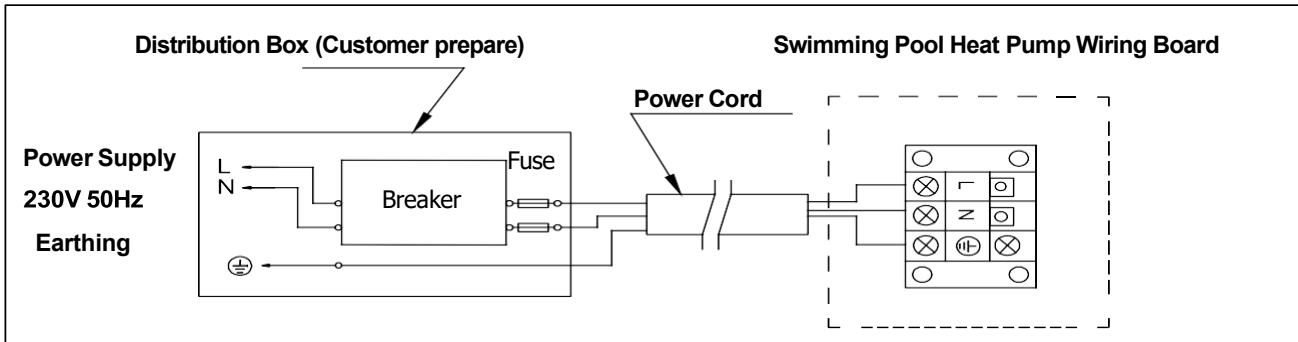 Distribution Box (Customer prepare)
Swimming Pool Heat Pump Wiring Board
Power Cord
Power Supply
230V 50Hz
Earthing
L
N
Fuse
Breaker
L
N